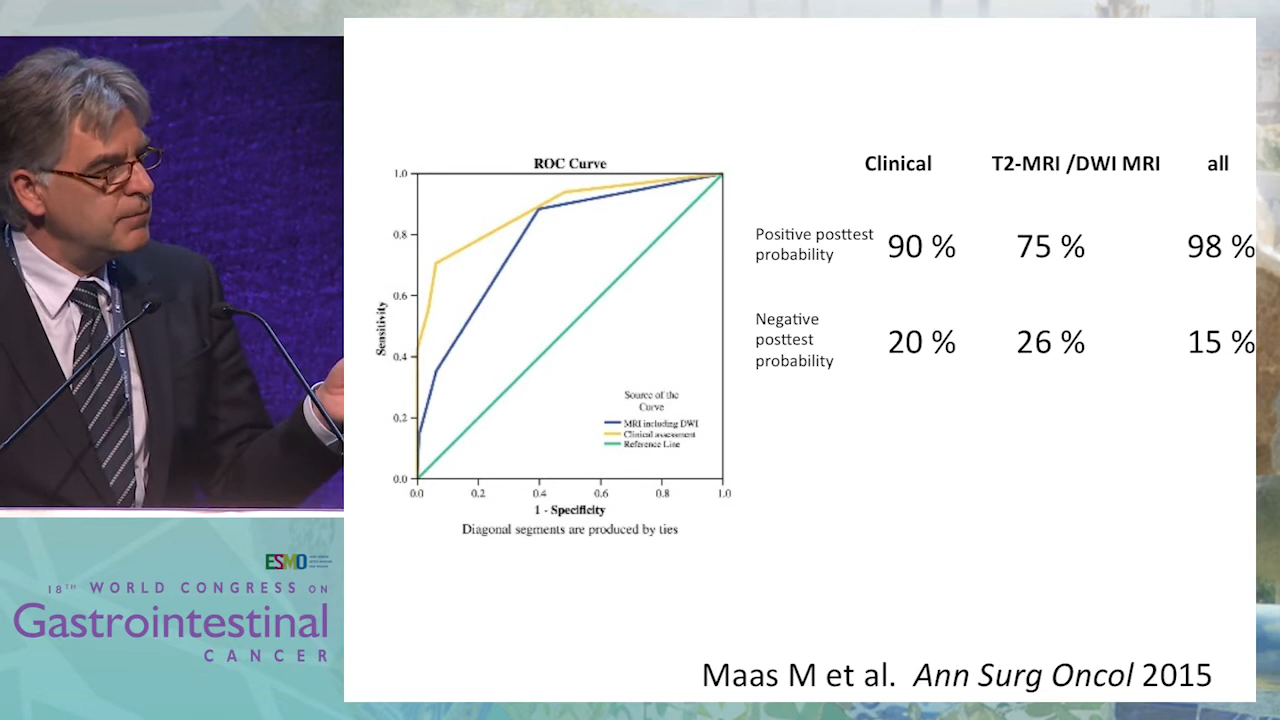 ROC Curve
1.0
0.8
0.6
0.4
0.2
0.0
Sensitivity
0.0 0.2 0.4 0.6 0.8 1.0
1 - Specificity
Diagonal segments are produced by ties
Source of the
Curve
MRI including DWI
Clinical assessment
Reference Line
Clinical T2-MRI /DWI MRI all
Positive posttest
probability
90 % 75 % 98 %
Negative
posttest
probability
20 % 26 % 15 %
Maas M et al. Ann Surg Oncol 2015
ESMO
18TH WORLD CONGRESS ON
Gastrointestinal
CANCER